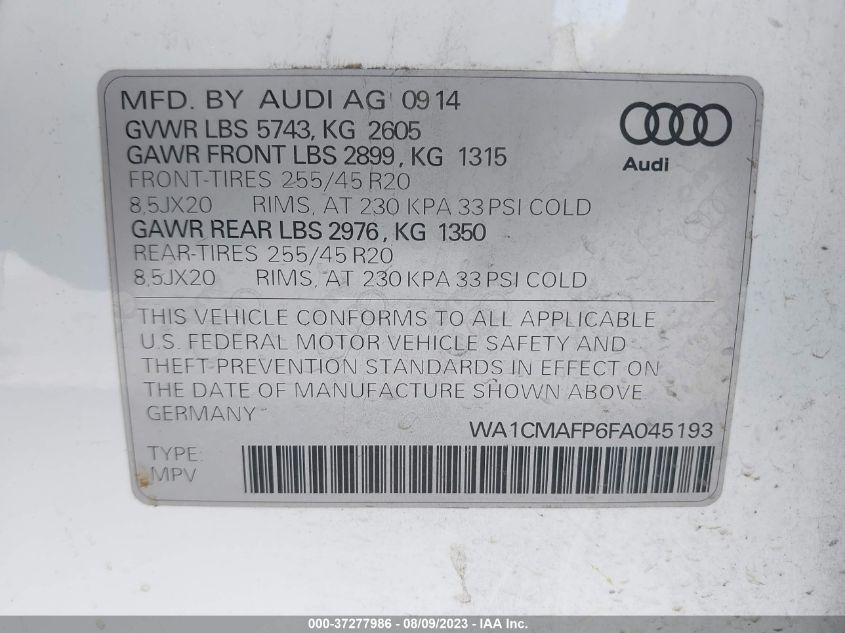 MFD. BY AUDI AG 09 14
GVWR LBS 5743, KG 2605
GAWR FRONT LBS 2899, KG 1315
FRONT-TIRES 255/45 R20
8,5JX20 RIMS, AT 230 KPA 33 PSI COLD
GAWR REAR LBS 2976, KG 1350
REAR-TIRES 255/45 R20
8,5JX20 RIMS, AT 230 KPA 33 PSI COLD
Audi
THIS VEHICLE CONFORMS TO ALL APPLICABLE
U.S. FEDERAL MOTOR VEHICLE SAFETY AND
THEFT-PREVENTION STANDARDS IN EFFECT ON
THE DATE OF MANUFACTURE SHOWN ABOVE
GERMANY
WA1CMAFP6FA045193
TYPE:
MPV
000-37277986 - 08/09/2023 - IAA Inc.